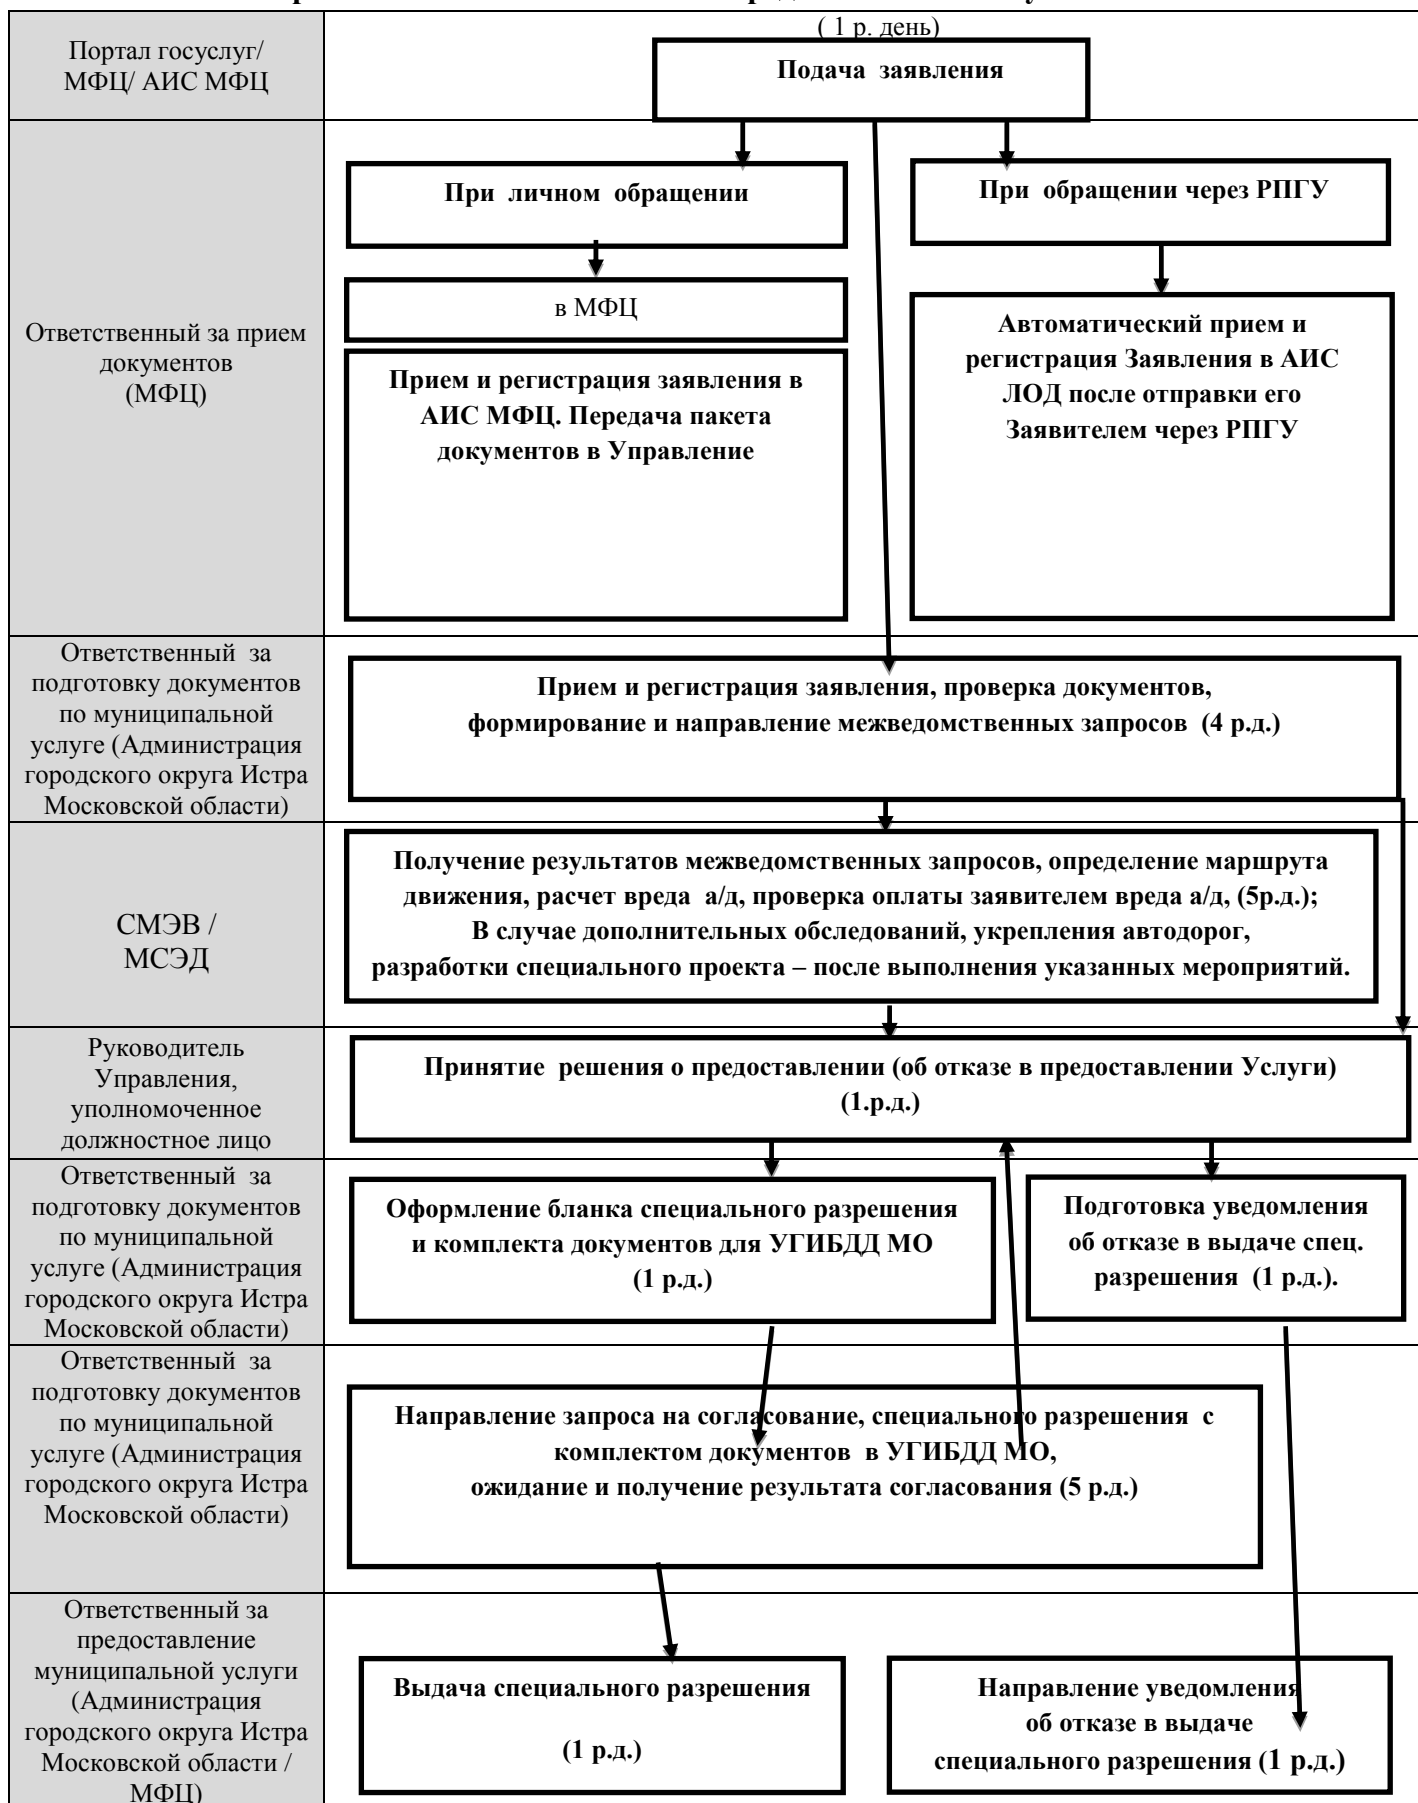 ( 1 р. день)
Портал госуслуг/
МФЦ/ АИС МФЦ
Подача заявления
Ответственный за прием
документов
(МФЦ)
При личном обращении
При обращении через РПГУ
в МФЦ
Прием и регистрация заявления в
АИС МФЦ. Передача пакета
документов в Управление
Автоматический прием и
регистрация Заявления в АИС
ЛОД после отправки его
Заявителем через РПГУ
Ответственный за
подготовку документов
по муниципальной
услуге (Администрация
городского округа Истра
Московской области)
Прием и регистрация заявления, проверка документов,
формирование и направление межведомственных запросов (4 р.д.)
СМЭВ /
МСЭД
Получение результатов межведомственных запросов, определение маршрута
движения, расчет вреда а/д, проверка оплаты заявителем вреда а/д, (5р.д.);
В случае дополнительных обследований, укрепления автодорог,
разработки специального проекта – после выполнения указанных мероприятий.
Руководитель
Управления,
уполномоченное
должностное лицо
Принятие решения о предоставлении (об отказе в предоставлении Услуги)
(1.р.д.)
Ответственный за
подготовку документов
по муниципальной
услуге (Администрация
городского округа Истра
Московской области)
Оформление бланка специального разрешения
и комплекта документов для УГИБДД МО
(1 р.д.)
Подготовка уведомления
об отказе в выдаче спец.
разрешения (1 р.д.).
Ответственный за
подготовку документов
по муниципальной
услуге (Администрация
городского округа Истра
Московской области)
Направление запроса на согласование, специального разрешения с
комплектом документов в УГИБДД МО,
ожидание и получение результата согласования (5 р.д.)
Ответственный за
предоставление
муниципальной услуги
(Администрация
городского округа Истра
Московской области /
МФЦ)
Выдача специального разрешения
(1 р.д.)
Направление уведомления
об отказе в выдаче
специального разрешения (1 р.д.)